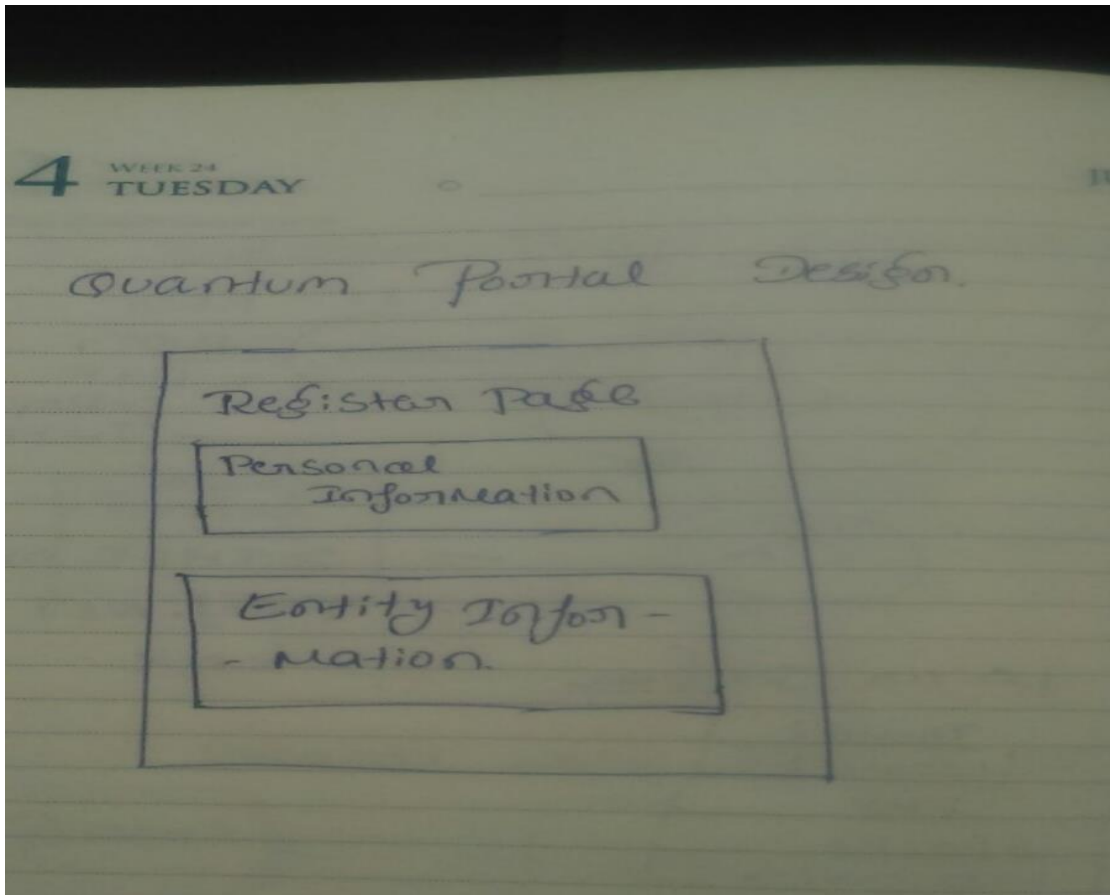 4 WEEK 24
TUESDAY
Quantum Portal Design.
Register Page
Personal
Information
Entity Infor-
- mation.